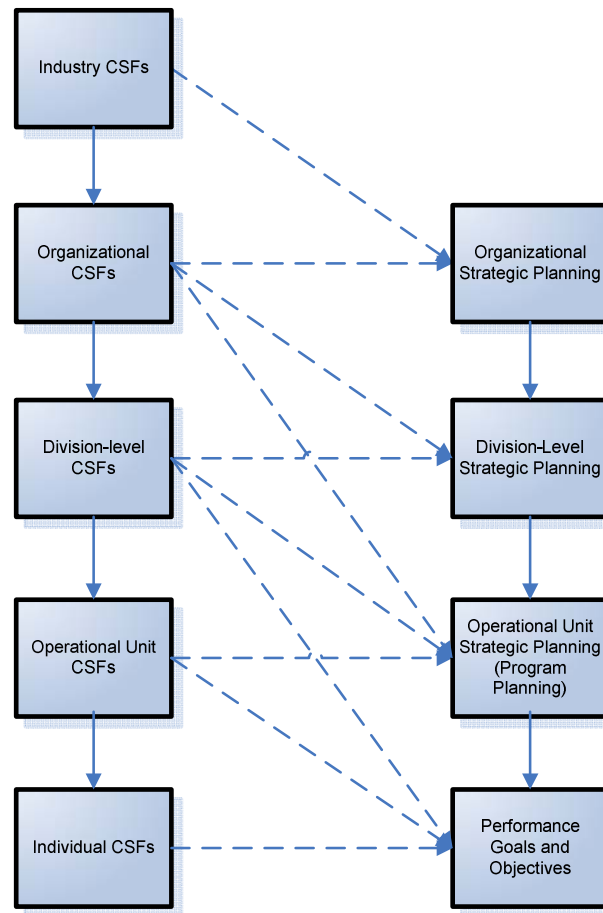 Industry CSFs
Organizational
CSFs
Organizational
Strategic Planning
Division-level
CSFs
Division-Level
Strategic Planning
Operational Unit
CSFs
Operational Unit
Strategic Planning
(Program
Planning)
Individual CSFs
Performance
Goals and
Objectives